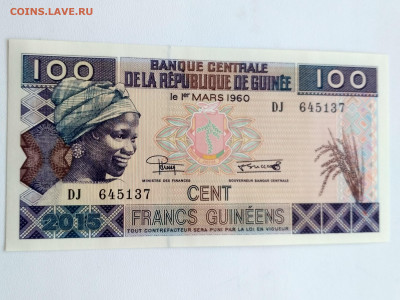 COINS.LAVE.RU
BANQUE CENTRALE
100 DE LA RÉPUBLIQUE DE GUINÉE 100
le 1er MARS 1960
DJ 645137
MINISTRE DES FINANCES GOUVERNEUR BANQUE CENTRALE
DJ 645137
CENT
2015 FRANCS GUINÉENS
TOUT CONTREFACTEUR SERA PUNI PAR LA LOI EN VIGUEUR